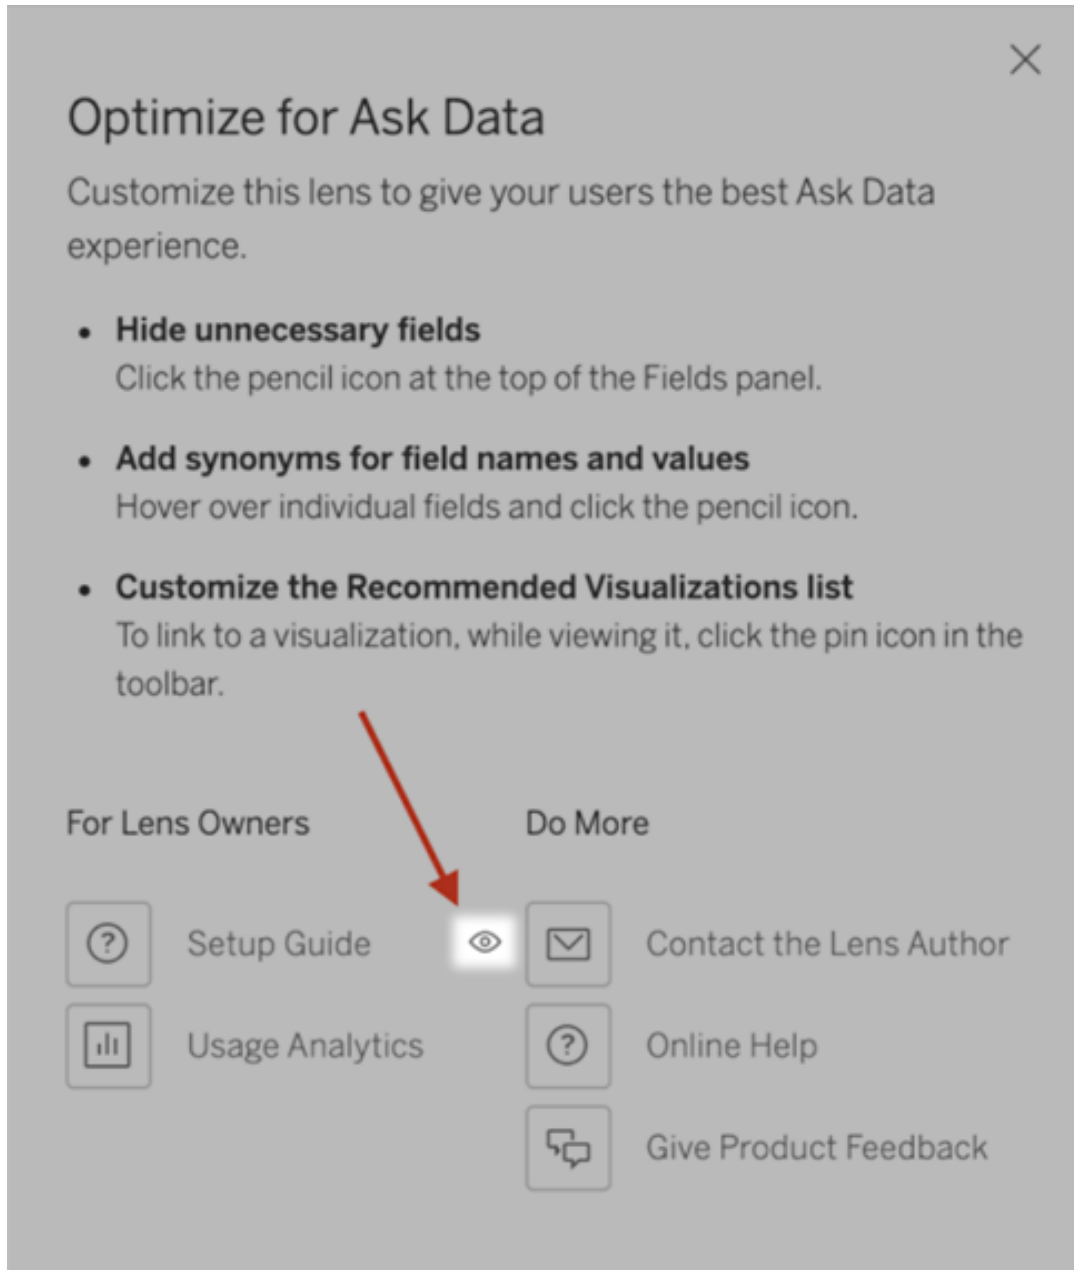 Optimize for Ask Data
Customize this lens to give your users the best Ask Data
experience.
• Hide unnecessary fields
Click the pencil icon at the top of the Fields panel.
• Add synonyms for field names and values
Hover over individual fields and click the pencil icon.
• Customize the Recommended Visualizations list
To link to a visualization, while viewing it, click the pin icon in the
toolbar.
For Lens Owners
Setup Guide
Usage Analytics
Do More
Contact the Lens Author
Online Help
Give Product Feedback